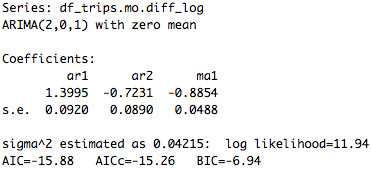 Series: df_trips.mo.diff_log
ARIMA(2,0,1) with zero mean
Coefficients:
ar1 ar2 ma1
1.3995 -0.7231 -0.8854
s.e. 0.0920 0.0890 0.0488
sigma^2 estimated as 0.04215: log likelihood=11.94
AIC=-15.88 AICc=-15.26 BIC=-6.94